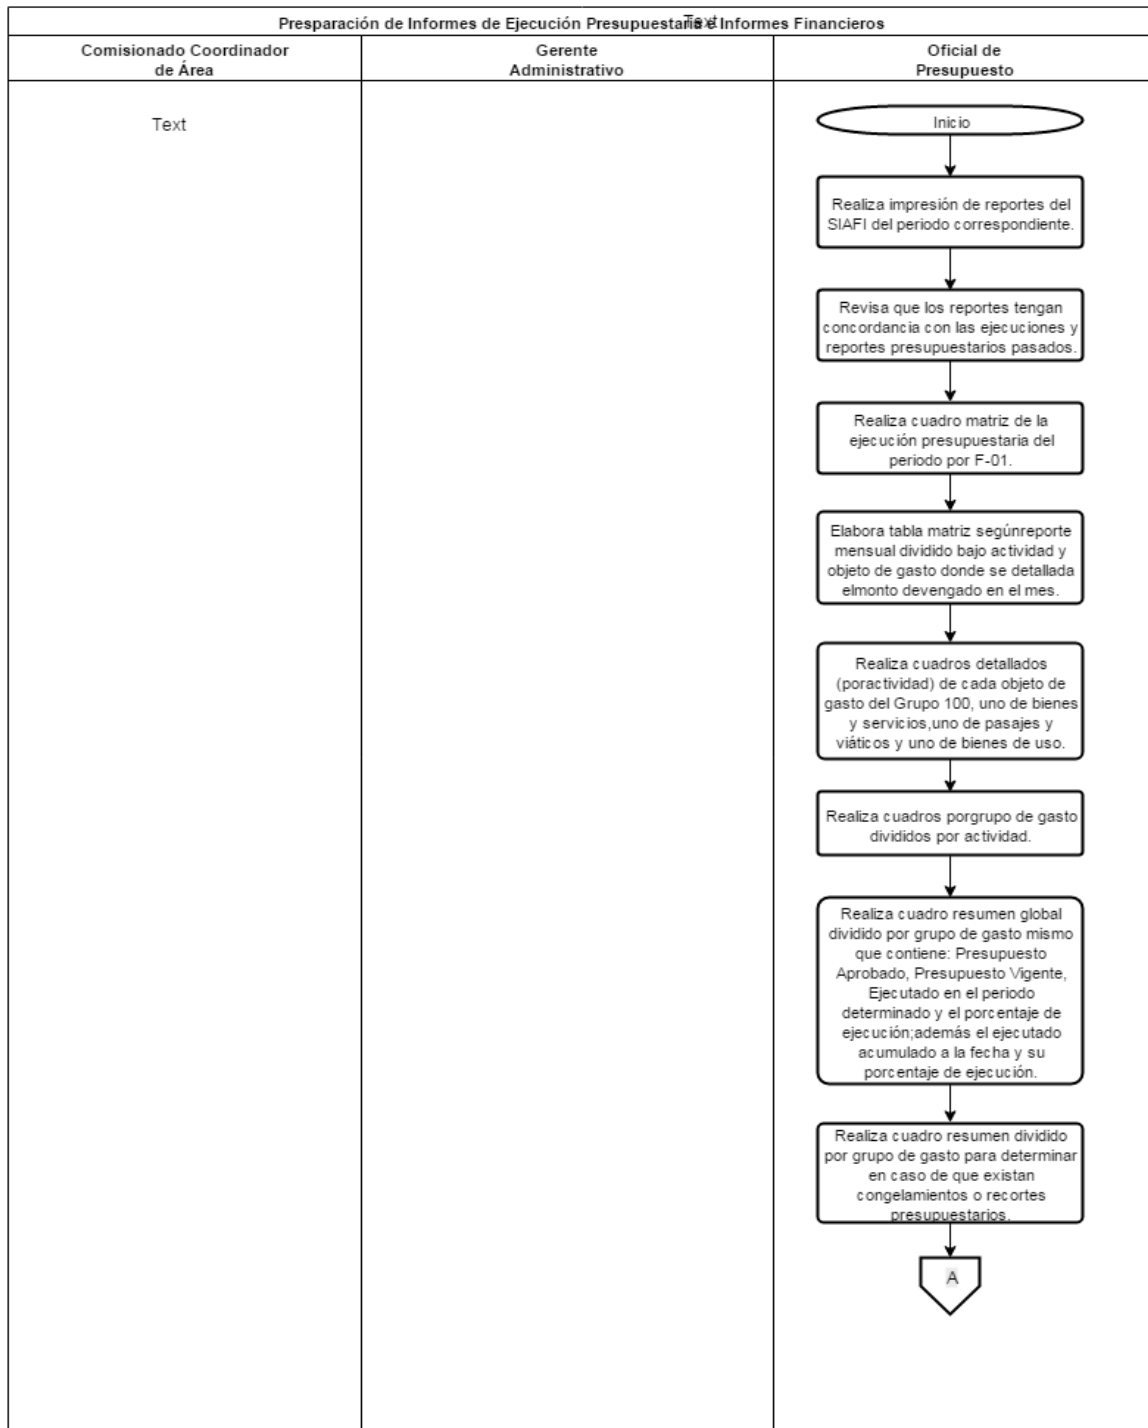 Presparación de Informes de Ejecución Presupuestaria e Informes Financieros
Text
Comisionado Coordinador
de Área
Gerente
Administrativo
Oficial de
Presupuesto
Text
Inicio
Realiza impresión de reportes del
SIAFI del periodo correspondiente.
Revisa que los reportes tengan
concordancia con las ejecuciones y
reportes presupuestarios pasados.
Realiza cuadro matriz de la
ejecución presupuestaria del
periodo por F-01.
Elabora tabla matriz segúnreporte
mensual dividido bajo actividad y
objeto de gasto donde se detallada
elmonto devengado en el mes.
Realiza cuadros detallados
(poractividad) de cada objeto de
gasto del Grupo 100, uno de bienes
y servicios,uno de pasajes y
viáticos y uno de bienes de uso.
Realiza cuadros porgrupo de gasto
divididos por actividad.
Realiza cuadro resumen global
dividido por grupo de gasto mismo
que contiene: Presupuesto
Aprobado, Presupuesto Vigente,
Ejecutado en el periodo
determinado y el porcentaje de
ejecución;además el ejecutado
acumulado a la fecha y su
porcentaje de ejecución.
Realiza cuadro resumen dividido
por grupo de gasto para determinar
en caso de que existan
congelamientos o recortes
presupuestarios.
A